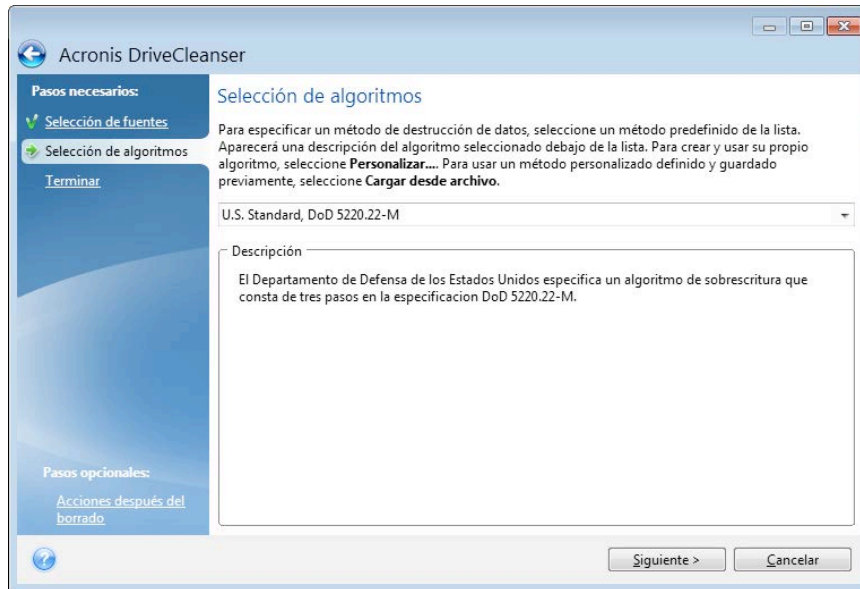 Acronis DriveCleanser
Pasos necesarios:
Selección de fuentes
Selección de algoritmos
Terminar
Pasos opcionales:
Acciones después del
borrado
Selección de algoritmos
Para especificar un método de destrucción de datos, seleccione un método predefinido de la lista.
Aparecerá una descripción del algoritmo seleccionado debajo de la lista. Para crear y usar su propio
algoritmo, seleccione Personalizar.... Para usar un método personalizado definido y guardado
previamente, seleccione Cargar desde archivo.
U.S. Standard, DoD 5220.22-M
Descripción
El Departamento de Defensa de los Estados Unidos especifica un algoritmo de sobrescritura que
consta de tres pasos en la especificacion DoD 5220.22-M.
Siguiente >
Cancelar